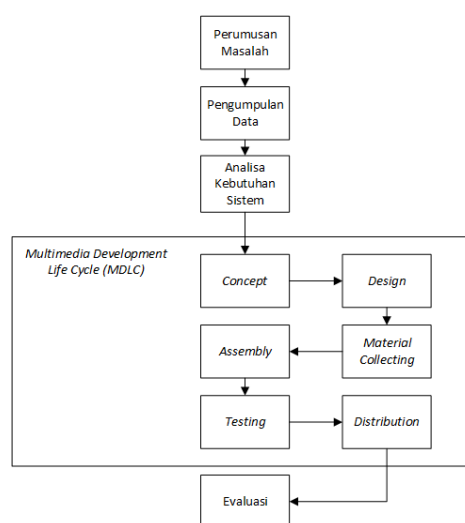 Perumusan
Masalah
Pengumpulan
Data
Analisa
Kebutuhan
Sistem
Multimedia Development
Life Cycle (MDLC)
Concept
Design
Material
Collecting
Assembly
Testing
Distribution
Evaluasi